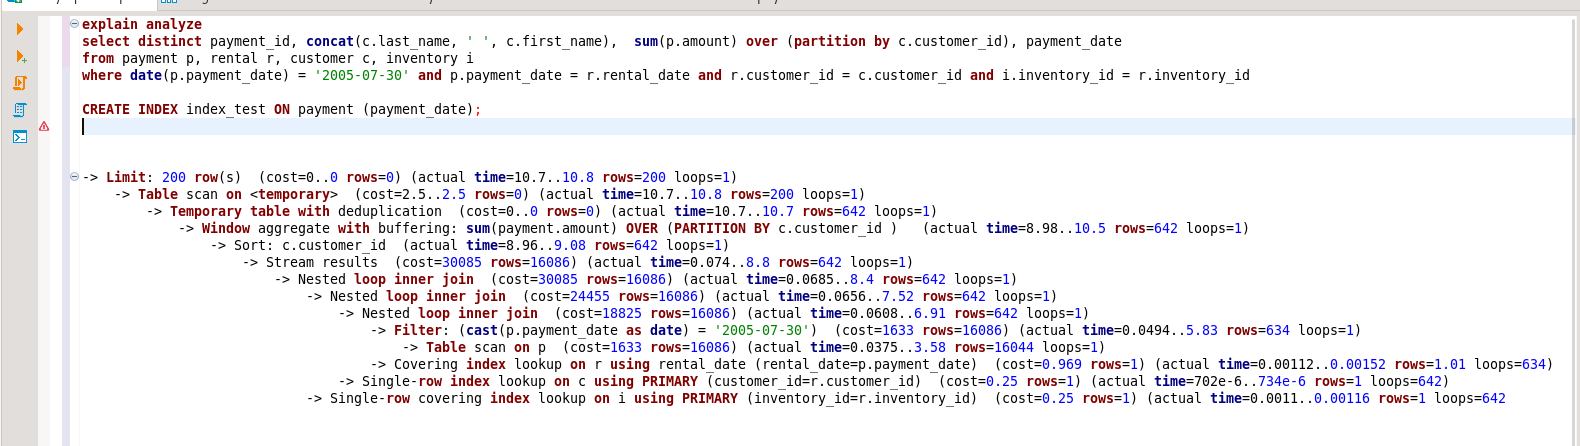 explain analyze
select distinct payment_id, concat(c.last_name, ' ', c.first_name),  sum(p.amount) over (partition by c.customer_id), payment_date
from payment p, rental r, customer c, inventory i
where date(p.payment_date) = '2005-07-30' and p.payment_date = r.rental_date and r.customer_id = c.customer_id and i.inventory_id = r.inventory_id
CREATE INDEX index_test ON payment (payment_date);
-> Limit: 200 row(s)  (cost=0..0 rows=0) (actual time=10.7..10.8 rows=200 loops=1)
    -> Table scan on <temporary>  (cost=2.5..2.5 rows=0) (actual time=10.7..10.8 rows=200 loops=1)
        -> Temporary table with deduplication  (cost=0..0 rows=0) (actual time=10.7..10.7 rows=642 loops=1)
            -> Window aggregate with buffering: sum(payment.amount) OVER (PARTITION BY c.customer_id )   (actual time=8.98..10.5 rows=642 loops=1)
                -> Sort: c.customer_id  (actual time=8.96..9.08 rows=642 loops=1)
                    -> Stream results  (cost=30085 rows=16086) (actual time=0.074..8.8 rows=642 loops=1)
                        -> Nested loop inner join  (cost=30085 rows=16086) (actual time=0.0685..8.4 rows=642 loops=1)
                            -> Nested loop inner join  (cost=24455 rows=16086) (actual time=0.0656..7.52 rows=642 loops=1)
                                -> Nested loop inner join  (cost=18825 rows=16086) (actual time=0.0608..6.91 rows=642 loops=1)
                                    -> Filter: (cast(p.payment_date as date) = '2005-07-30')  (cost=1633 rows=16086) (actual time=0.0494..5.83 rows=634 loops=1)
                                        -> Table scan on p  (cost=1633 rows=16086) (actual time=0.0375..3.58 rows=16044 loops=1)
                                    -> Covering index lookup on r using rental_date (rental_date=p.payment_date)  (cost=0.969 rows=1) (actual time=0.00112..0.00152 rows=1.01 loops=634)
                                -> Single-row index lookup on c using PRIMARY (customer_id=r.customer_id)  (cost=0.25 rows=1) (actual time=702e-6..734e-6 rows=1 loops=642)
                            -> Single-row covering index lookup on i using PRIMARY (inventory_id=r.inventory_id)  (cost=0.25 rows=1) (actual time=0.0011..0.00116 rows=1 loops=642